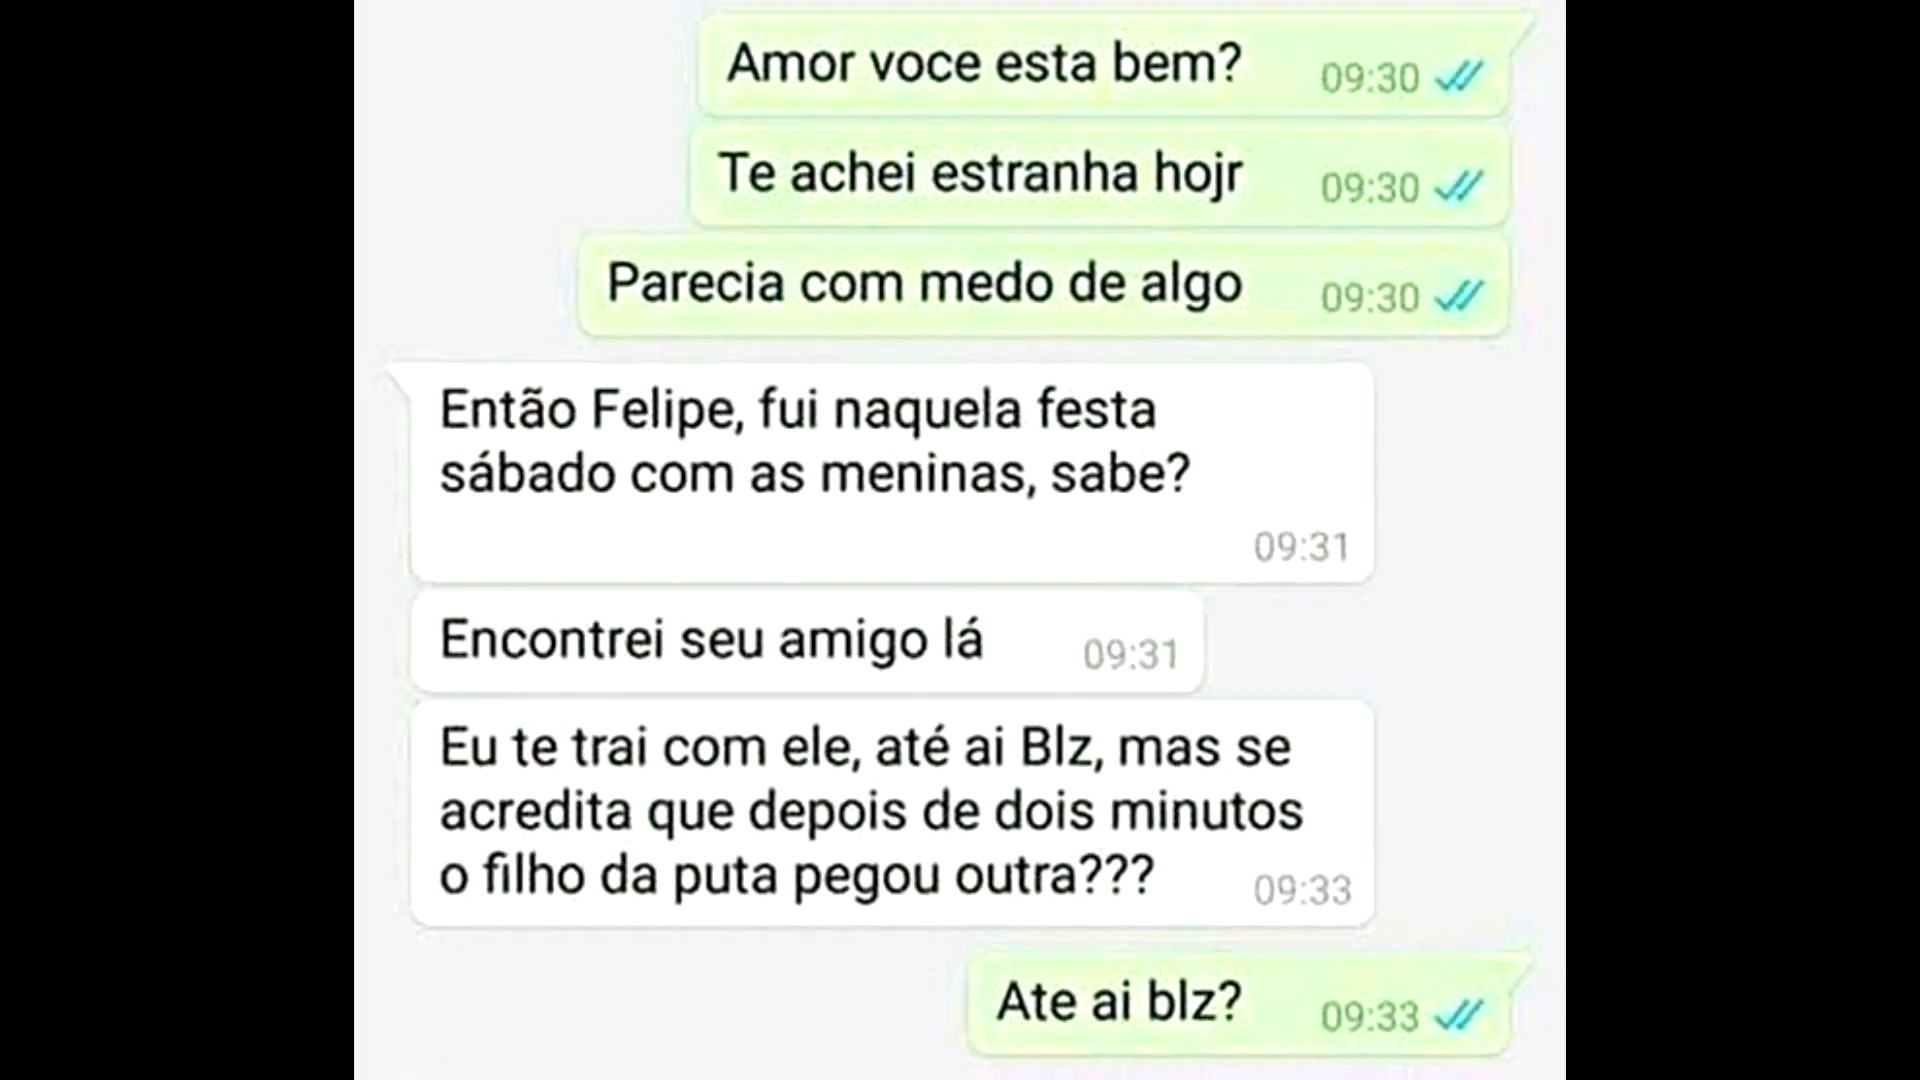 Amor voce esta bem? 09:30
Te achei estranha hojr 09:30
Parecia com medo de algo 09:30
Então Felipe, fui naquela festa
sábado com as meninas, sabe?
09:31
Encontrei seu amigo lá 09:31
Eu te trai com ele, até ai Blz, mas se
acredita que depois de dois minutos
o filho da puta pegou outra??? 09:33
Ate ai blz? 09:33